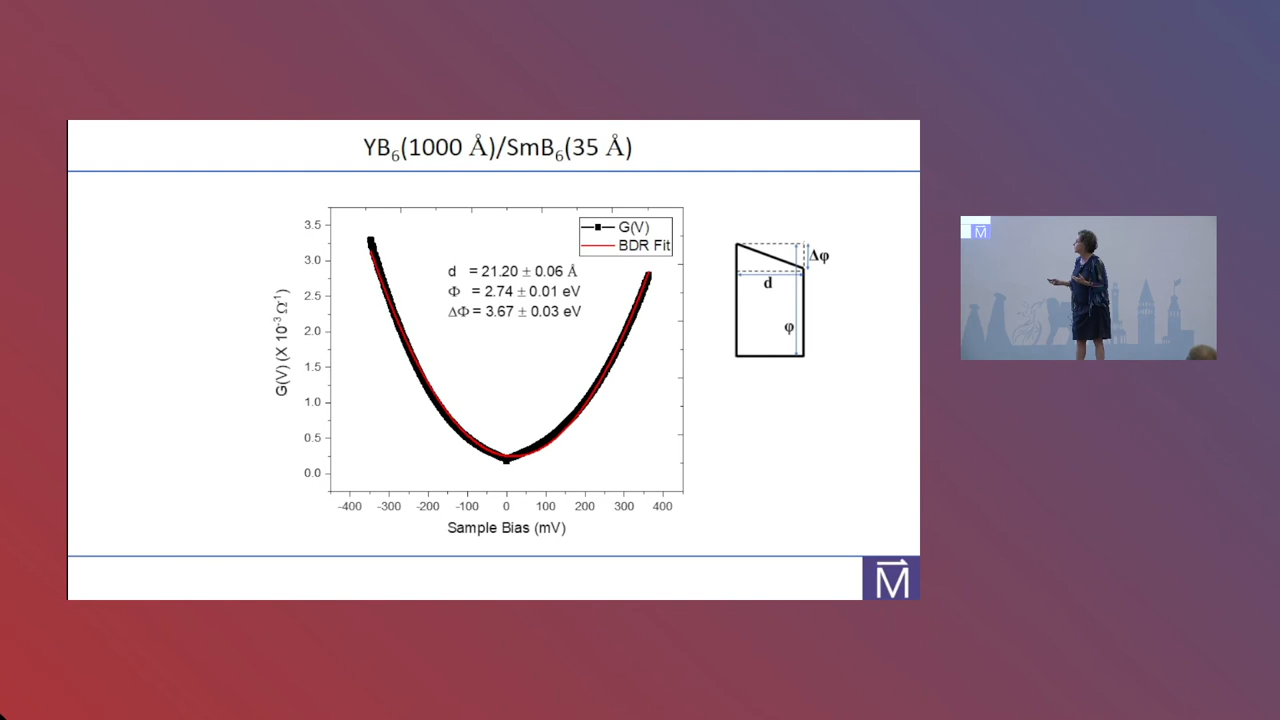 YB₆(1000 Å)/SmB₆(35 Å)
G(V)
BDR Fit
d = 21.20 ± 0.06 Å
Φ = 2.74 ± 0.01 eV
ΔΦ = 3.67 ± 0.03 eV
G(V) (X 10⁻³ Ω⁻¹)
3.5
3.0
2.5
2.0
1.5
1.0
0.5
0.0
-400 -300 -200 -100 0 100 200 300 400
Sample Bias (mV)
Δφ
d
φ
M
M